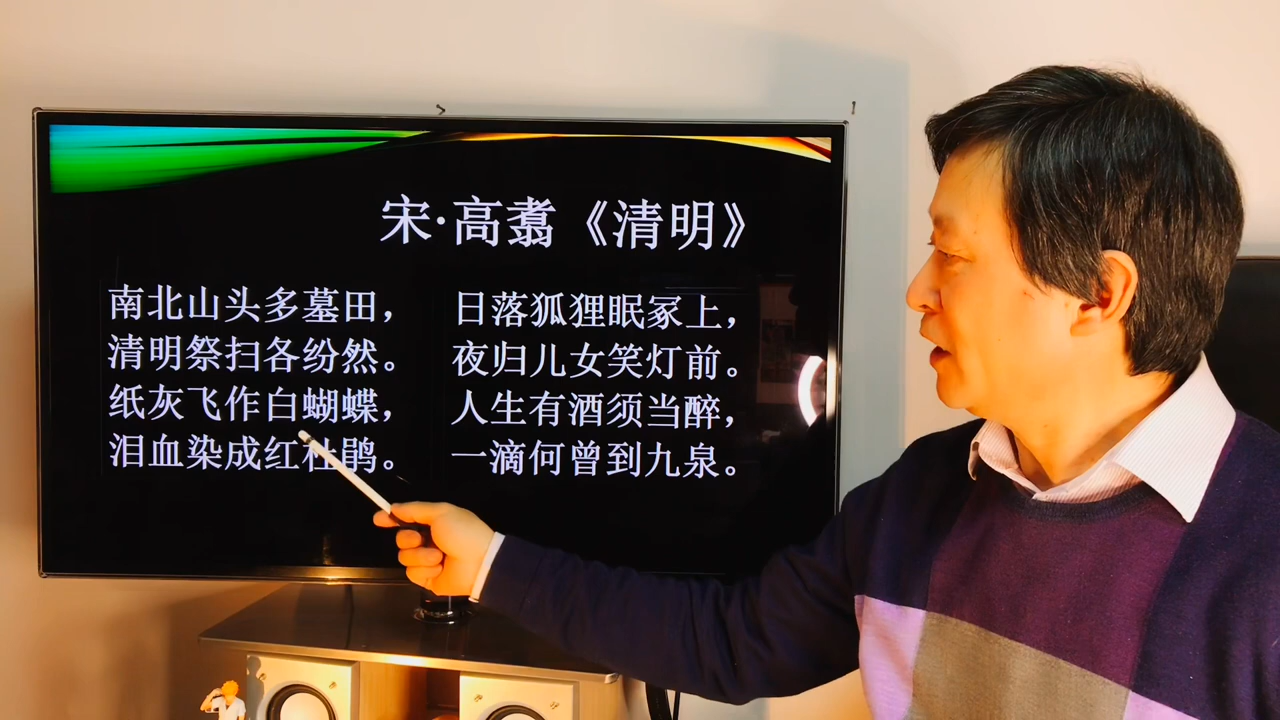 宋·高翥《清明》
南北山头多墓田，
清明祭扫各纷然。
纸灰飞作白蝴蝶，
泪血染成红杜鹃。
日落狐狸眠冢上，
夜归儿女笑灯前。
人生有酒须当醉，
一滴何曾到九泉。